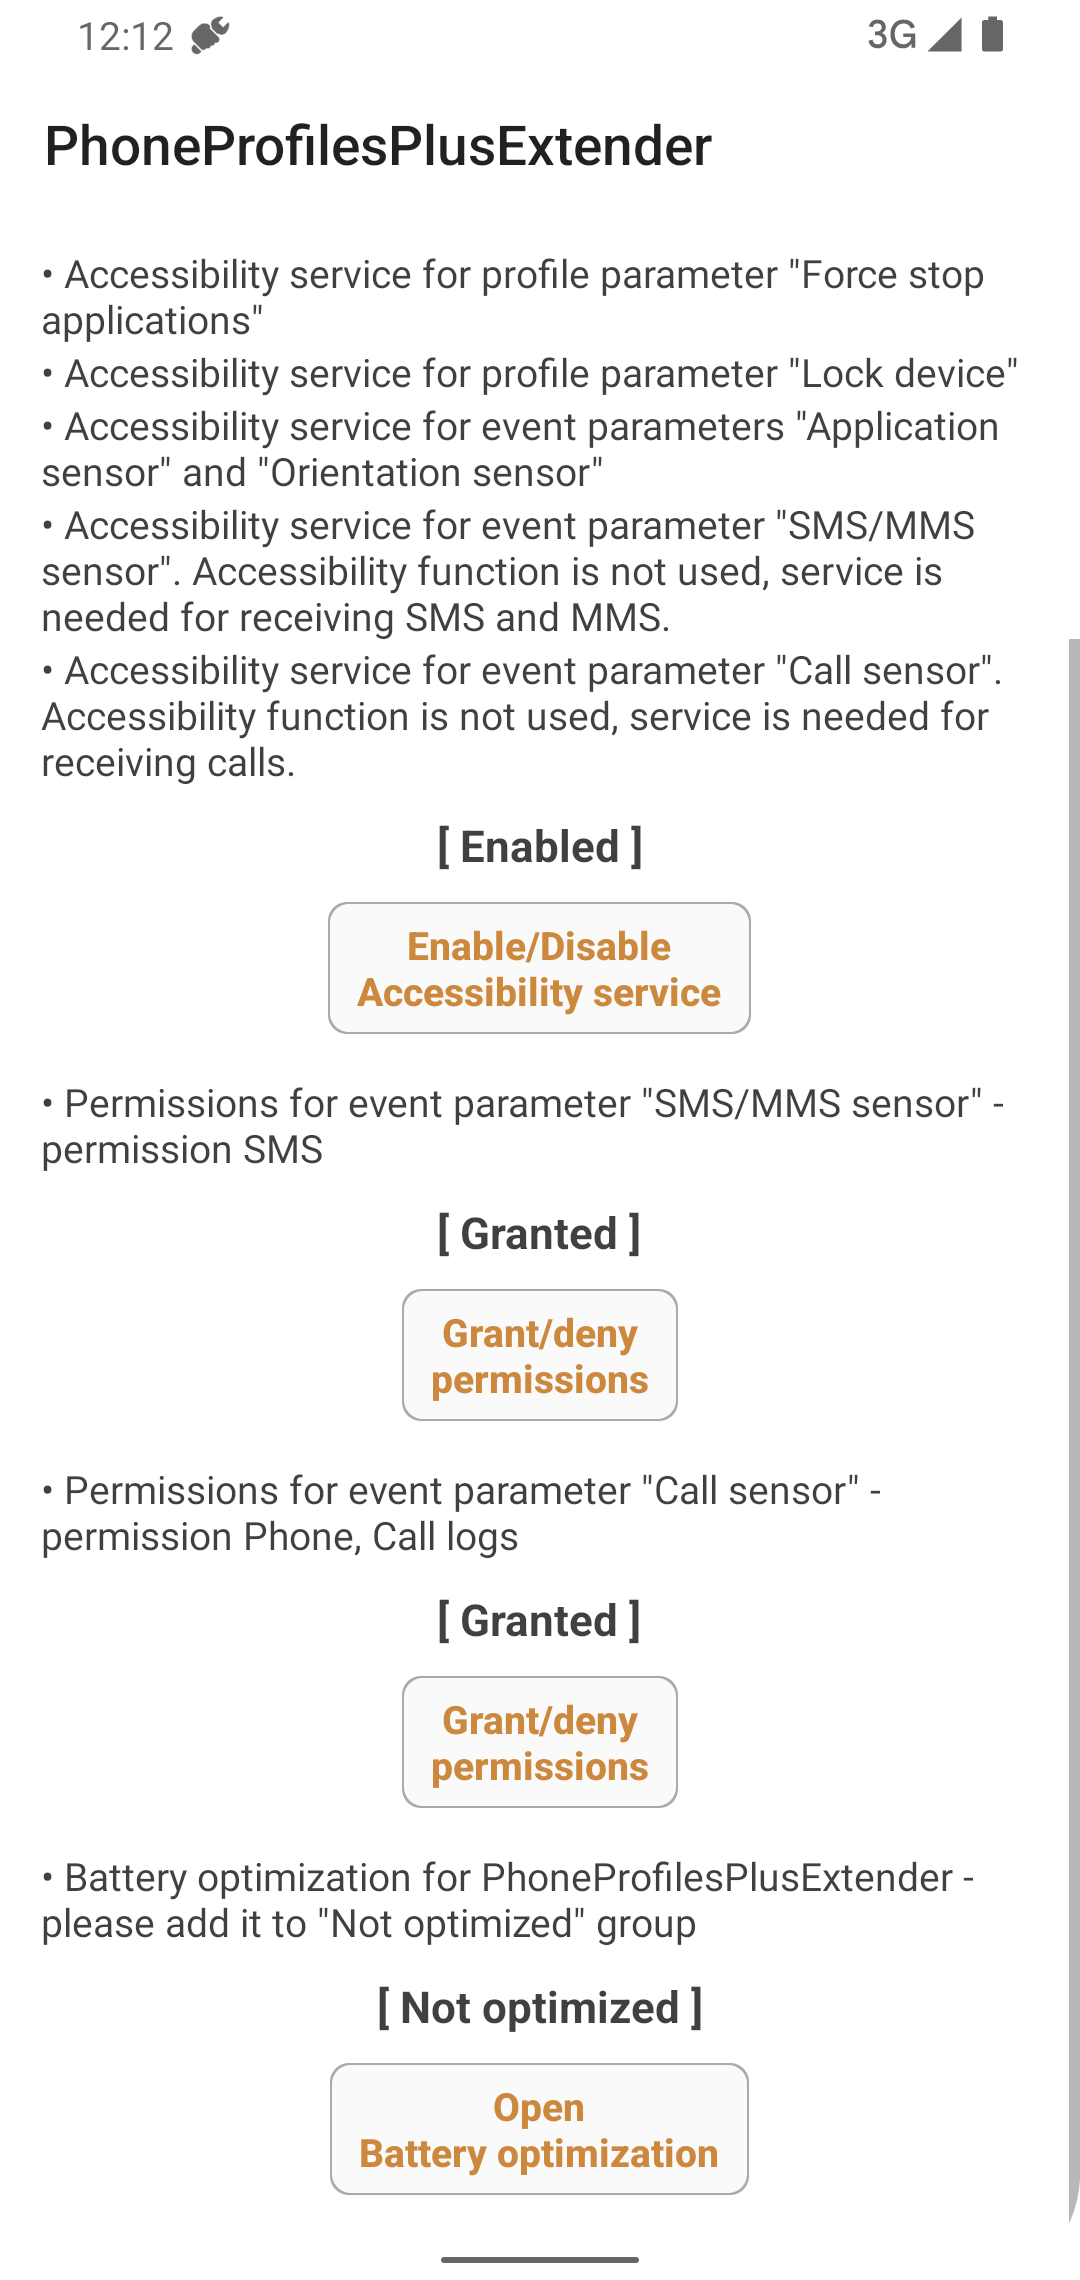 12:12
3G
PhoneProfilesPlusExtender
• Accessibility service for profile parameter "Force stop
applications"
• Accessibility service for profile parameter "Lock device"
• Accessibility service for event parameters "Application
sensor" and "Orientation sensor"
• Accessibility service for event parameter "SMS/MMS
sensor". Accessibility function is not used, service is
needed for receiving SMS and MMS.
• Accessibility service for event parameter "Call sensor".
Accessibility function is not used, service is needed for
receiving calls.
[ Enabled ]
Enable/Disable
Accessibility service
• Permissions for event parameter "SMS/MMS sensor" -
permission SMS
[ Granted ]
Grant/deny
permissions
• Permissions for event parameter "Call sensor" -
permission Phone, Call logs
[ Granted ]
Grant/deny
permissions
• Battery optimization for PhoneProfilesPlusExtender -
please add it to "Not optimized" group
[ Not optimized ]
Open
Battery optimization